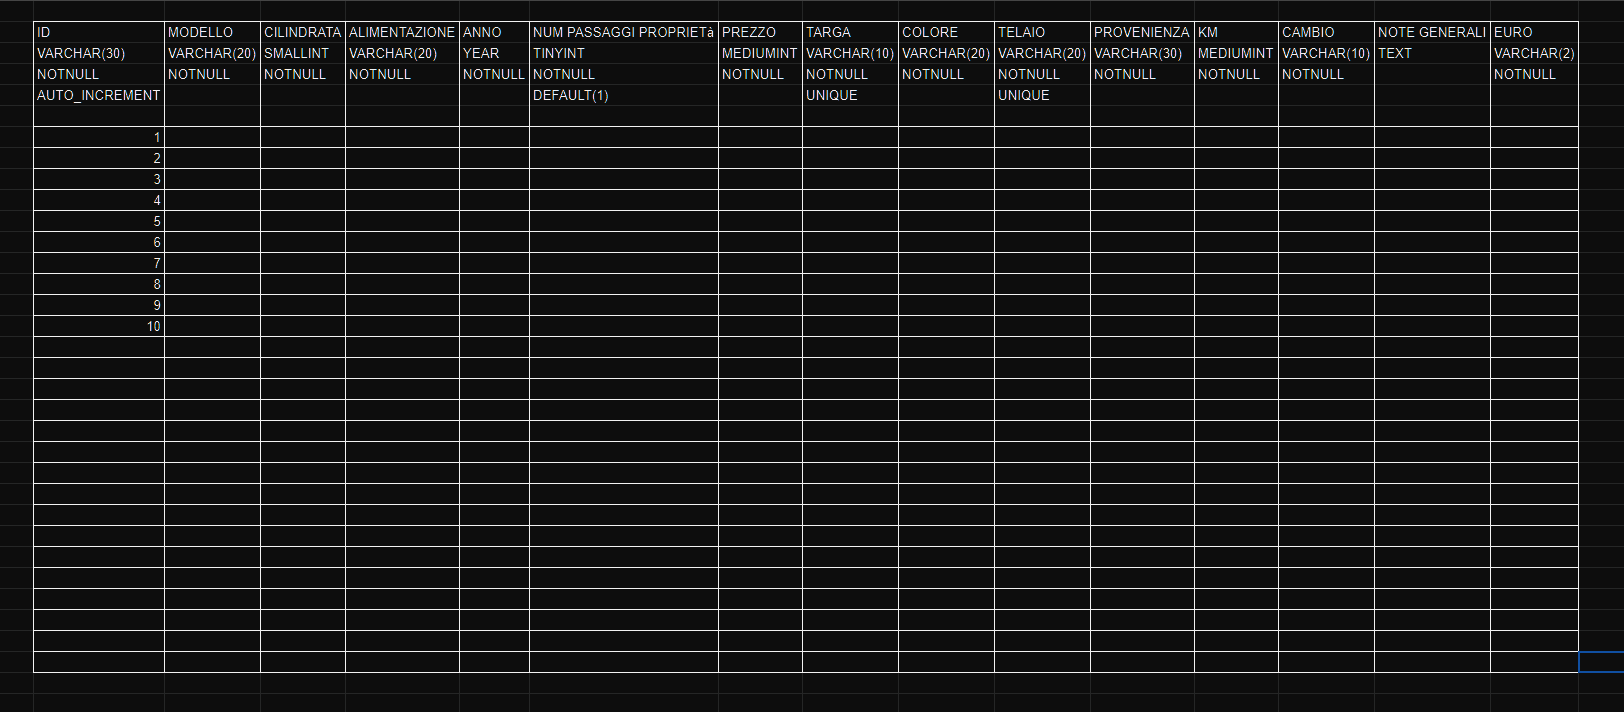 ID MODELLO CILINDRATA ALIMENTAZIONE ANNO NUM PASSAGGI PROPRIETà PREZZO TARGA COLORE TELAIO PROVENIENZA KM CAMBIO NOTE GENERALI EURO
VARCHAR(30) VARCHAR(20) SMALLINT VARCHAR(20) YEAR TINYINT MEDIUMINT VARCHAR(10) VARCHAR(20) VARCHAR(20) VARCHAR(30) MEDIUMINT VARCHAR(10) TEXT VARCHAR(2)
NOTNULL NOTNULL NOTNULL NOTNULL NOTNULL NOTNULL NOTNULL NOTNULL NOTNULL NOTNULL NOTNULL NOTNULL NOTNULL NOTNULL
AUTO_INCREMENT DEFAULT(1) UNIQUE UNIQUE
1
2
3
4
5
6
7
8
9
10